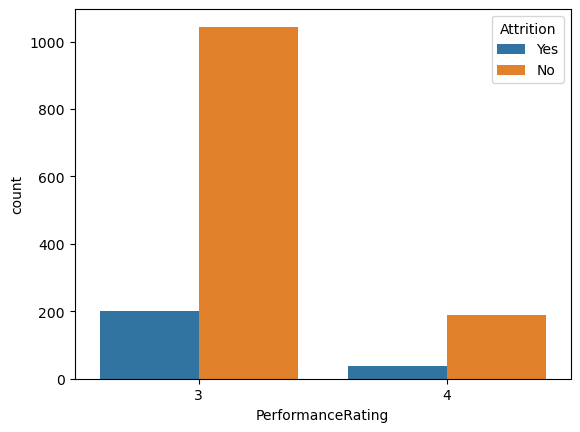 1000
800
600
400
200
0
count
3
4
PerformanceRating
Attrition
Yes
No